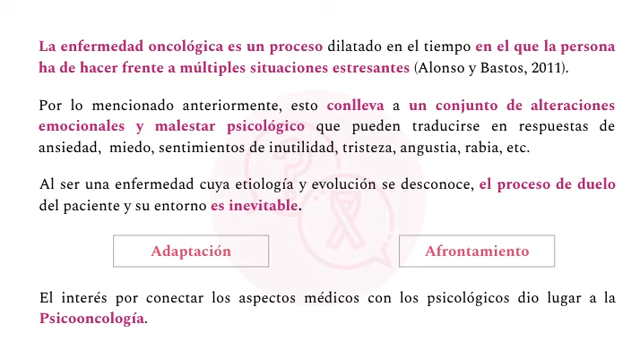 La enfermedad oncológica es un proceso dilatado en el tiempo en el que la persona
ha de hacer frente a múltiples situaciones estresantes (Alonso y Bastos, 2011).
Por lo mencionado anteriormente, esto conlleva a un conjunto de alteraciones
emocionales y malestar psicológico que pueden traducirse en respuestas de
ansiedad, miedo, sentimientos de inutilidad, tristeza, angustia, rabia, etc.
Al ser una enfermedad cuya etiología y evolución se desconoce, el proceso de duelo
del paciente y su entorno es inevitable.
Adaptación
Afrontamiento
El interés por conectar los aspectos médicos con los psicológicos dio lugar a la
Psicooncología.